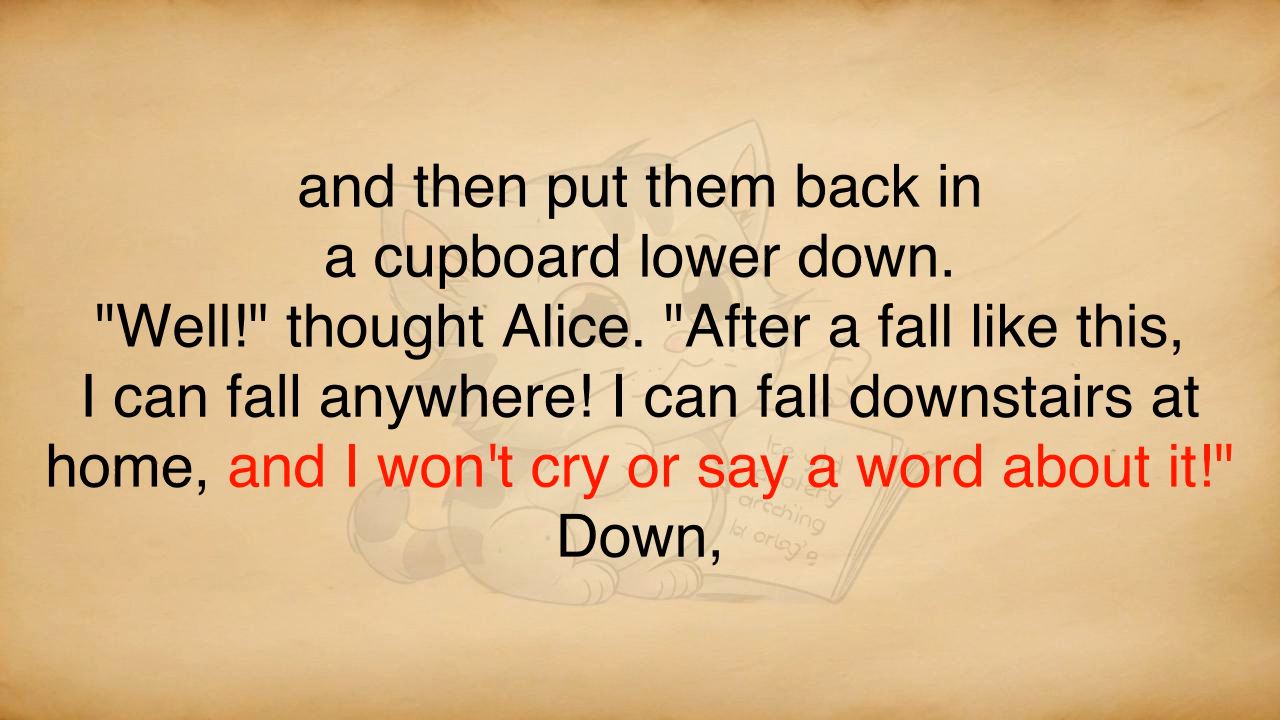 and then put them back in
a cupboard lower down.
"Well!" thought Alice. "After a fall like this,
I can fall anywhere! I can fall downstairs at
home, and I won't cry or say a word about it!"
Down,